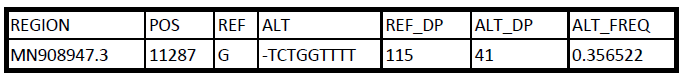 REGION POS REF ALT REF_DP ALT_DP ALT_FREQ
MN908947.3 11287 G -TCTGGTTTT 115 41 0.356522